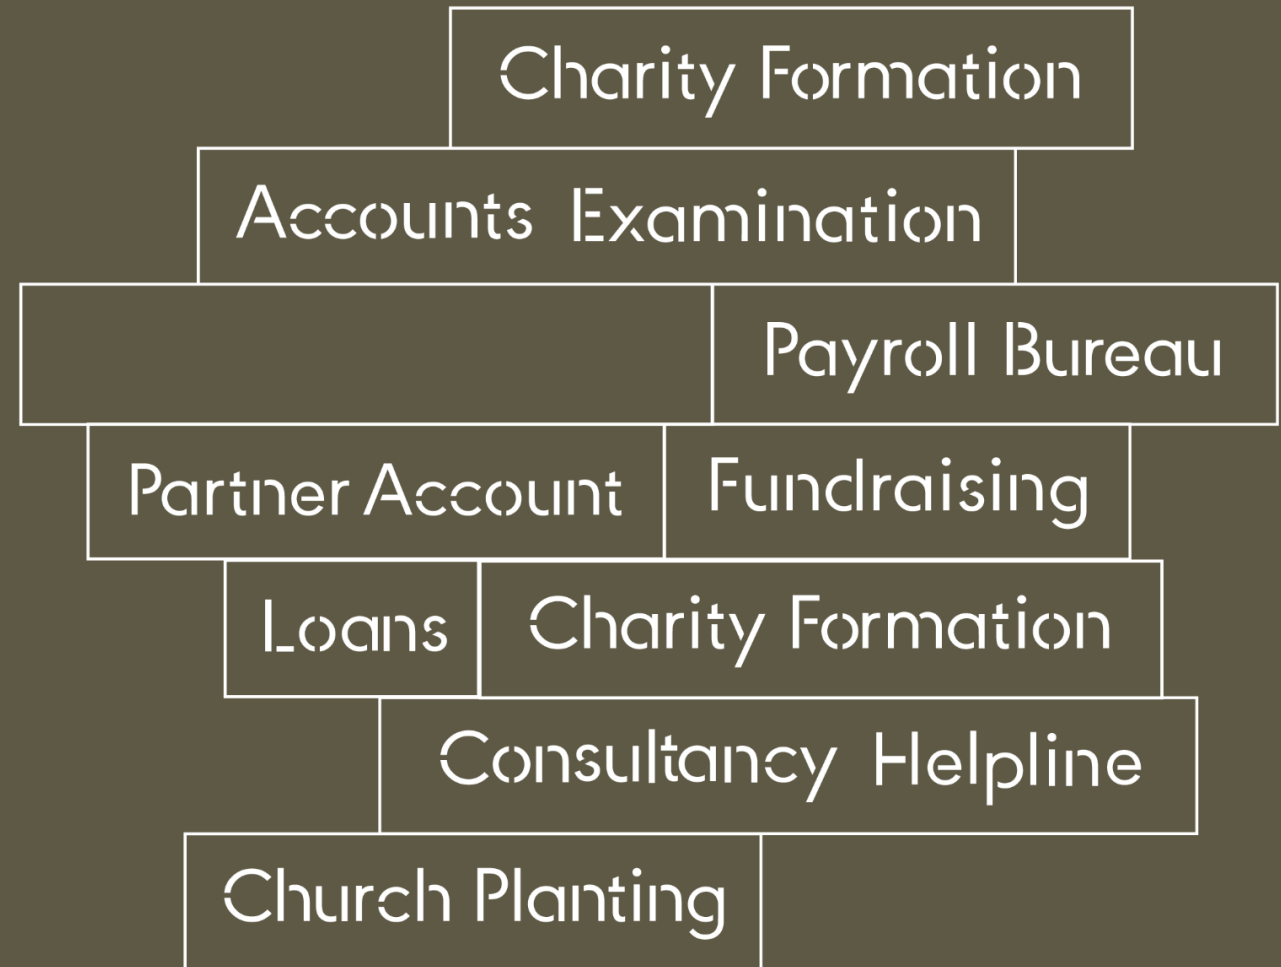 Charity Formation
Accounts Examination
Payroll Bureau
Partner Account
Fundraising
Loans
Charity Formation
Consultancy Helpline
Church Planting